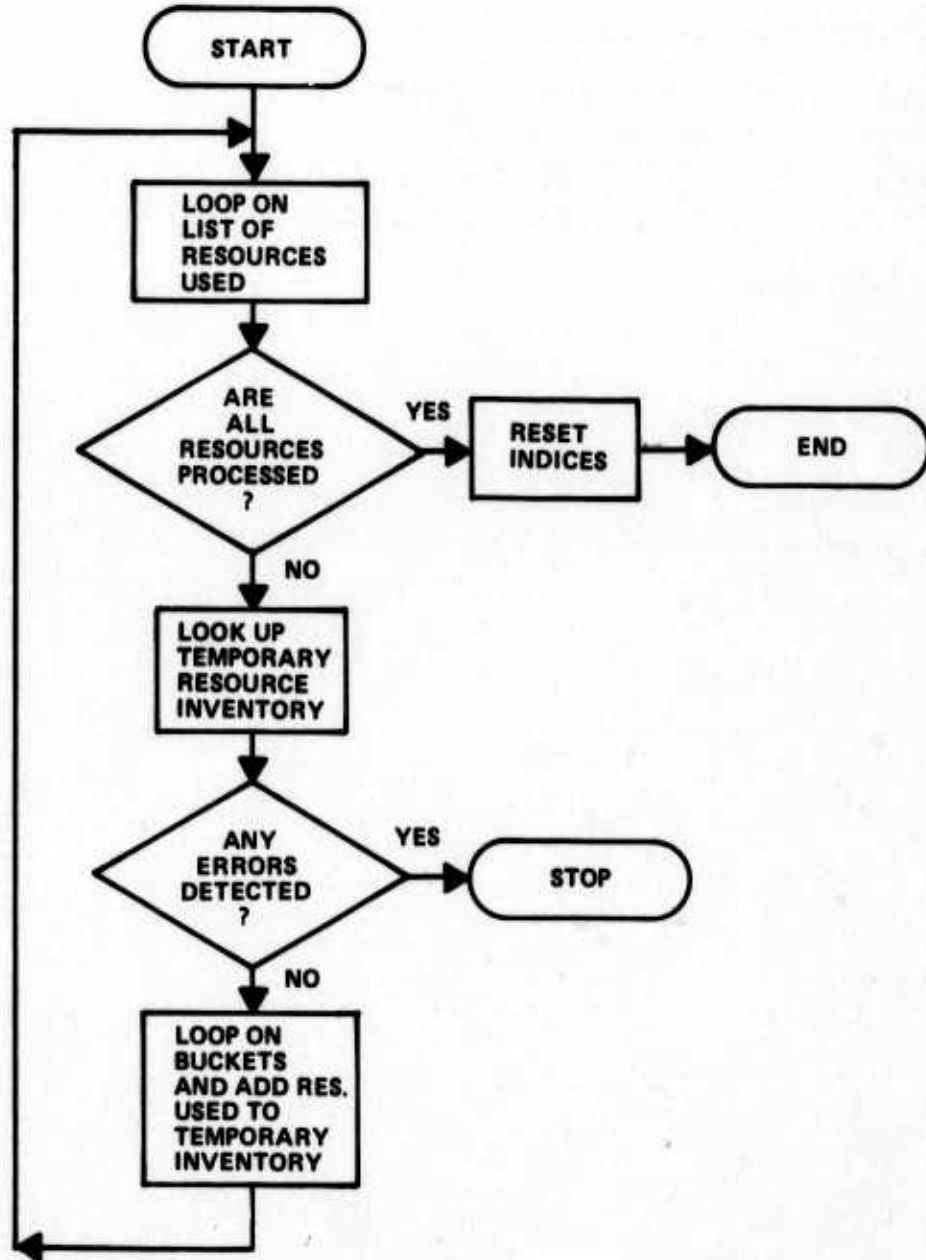 START
LOOP ON
LIST OF
RESOURCES
USED
ARE
ALL
RESOURCES
PROCESSED
?
YES
RESET
INDICES
END
NO
LOOK UP
TEMPORARY
RESOURCE
INVENTORY
ANY
ERRORS
DETECTED
?
YES
STOP
NO
LOOP ON
BUCKETS
AND ADD RES.
USED TO
TEMPORARY
INVENTORY